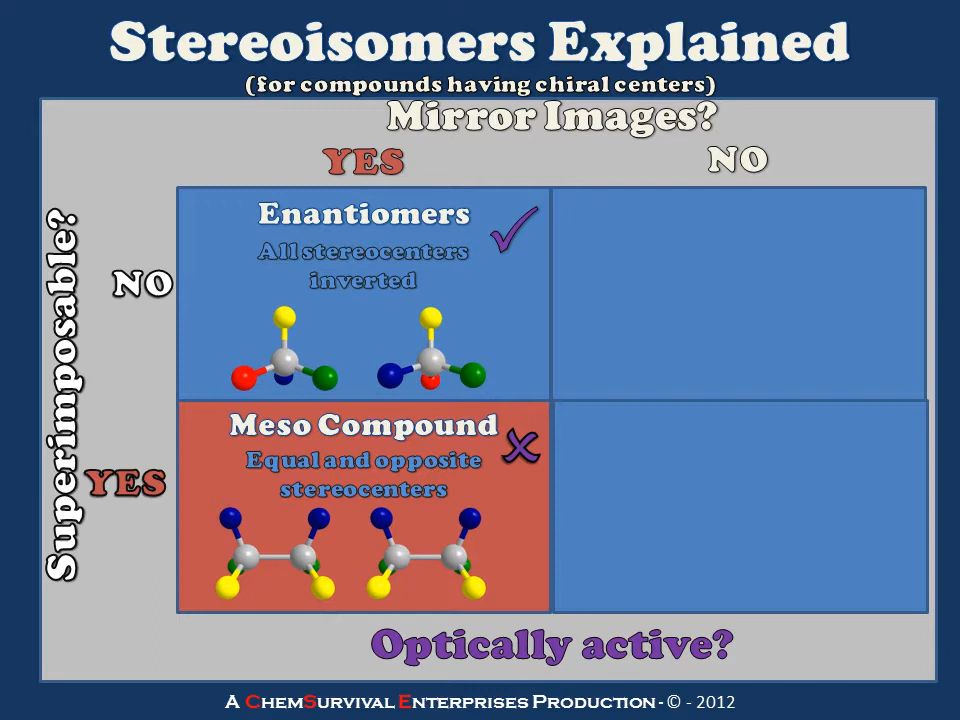 Stereoisomers Explained
(for compounds having chiral centers)
Mirror Images?
YES
NO
Superimposable?
NO
Enantiomers
All stereocenters
inverted
YES
Meso Compound
Equal and opposite
stereocenters
Optically active?
A ChemSurvival Enterprises Production - © - 2012